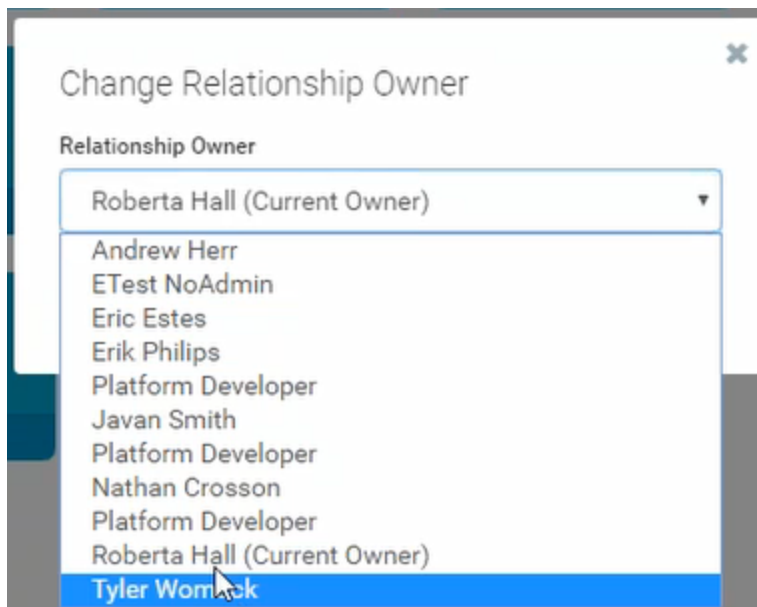 Change Relationship Owner
Relationship Owner
Roberta Hall (Current Owner)
Andrew Herr
ETest NoAdmin
Eric Estes
Erik Philips
Platform Developer
Javan Smith
Platform Developer
Nathan Crosson
Platform Developer
Roberta Hall (Current Owner)
Tyler